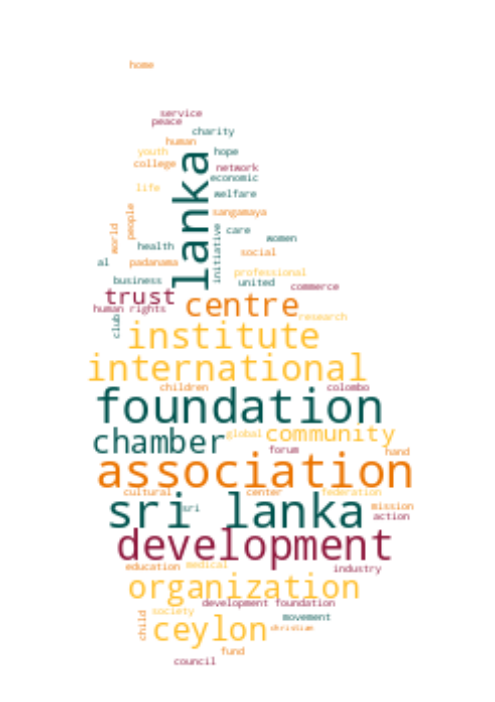 home
service
peace
charity
human
youth
hope
college
network
economic
life
welfare
lanka
sangamaya
people
world
care
initiative
women
health
social
al
padanama
professional
business
united
commerce
trust
centre
human rights
research
club
institute
international
children
colombo
foundation
chamber
global
community
forum
hand
association
cultural
center
federation
sri lanka
sri
mission
action
development
education
medical
industry
organization
development foundation
society
movement
child
ceylon
christian
fund
council